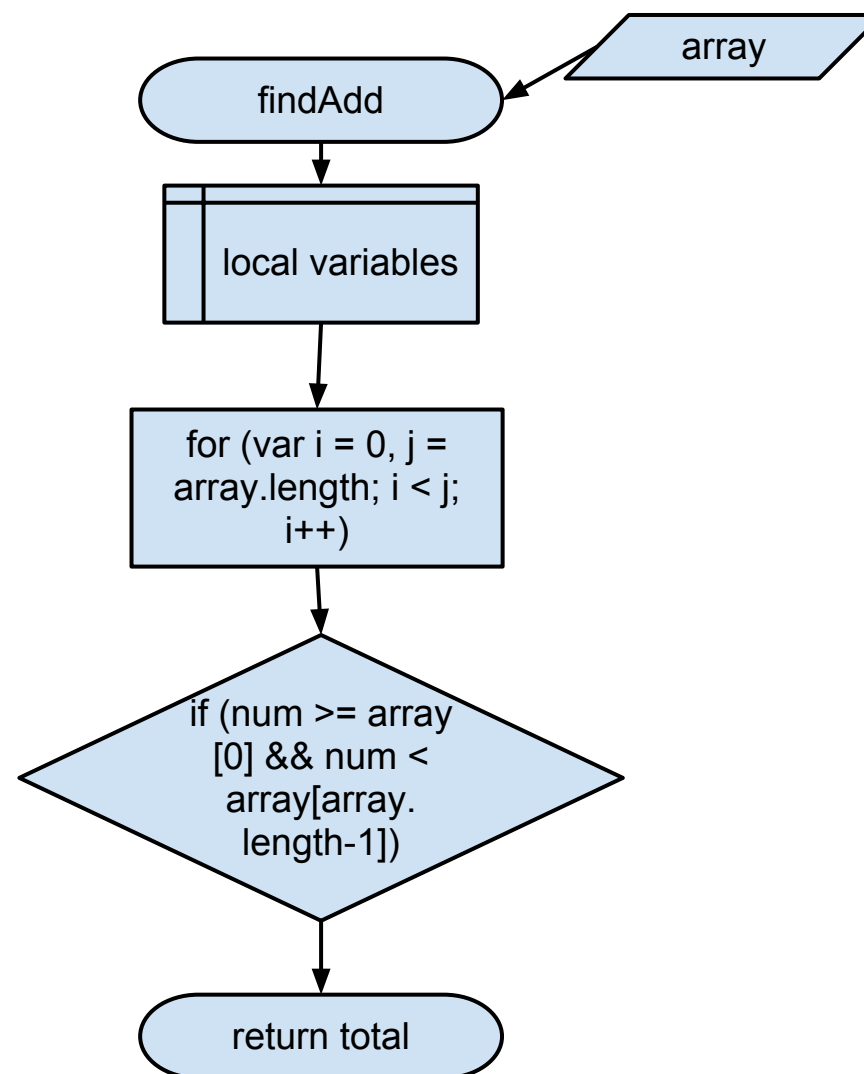 array
findAdd
local variables
for (var i = 0, j =
array.length; i < j;
i++)
if (num >= array
[0] && num <
array[array.
length-1])
return total